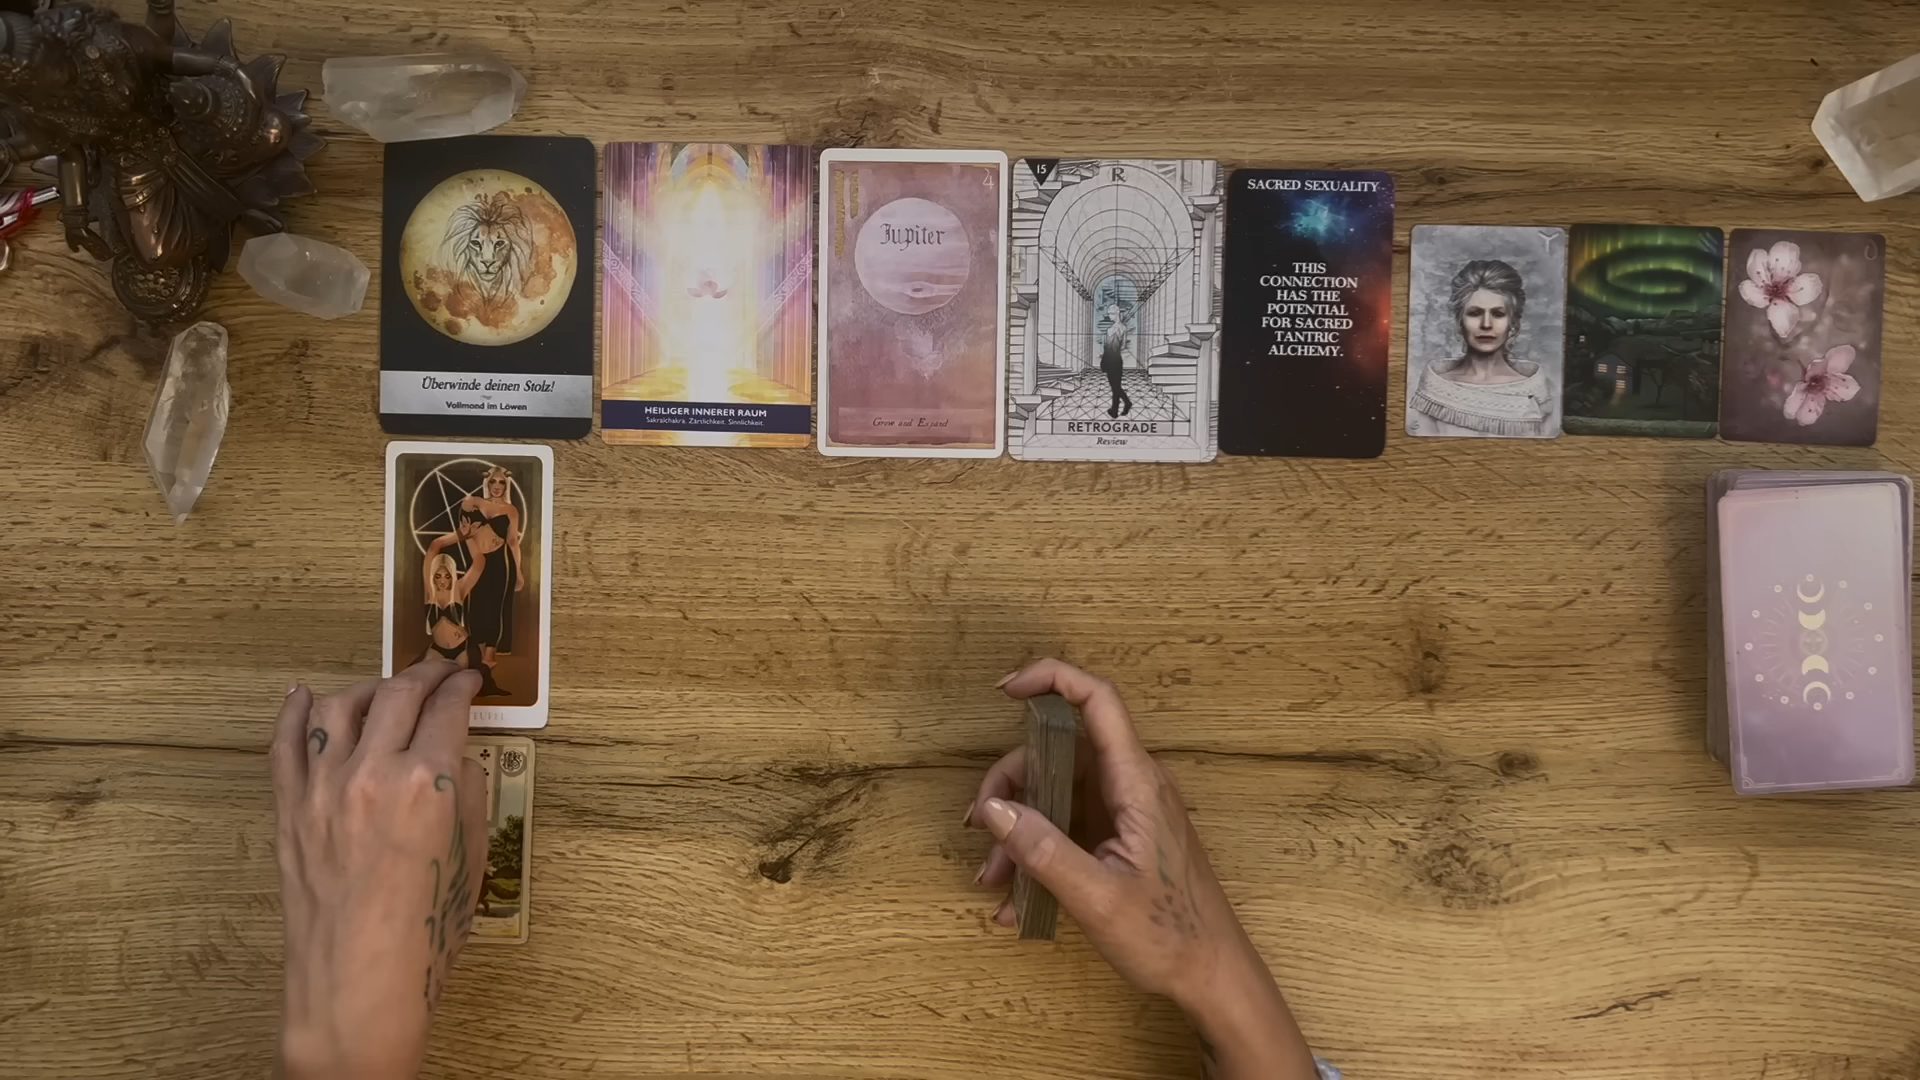 Überwinde deinen Stolz!
Vollmond im Löwen
HEILIGER INNERER RAUM
Sakralchakra. Zärtlichkeit. Sinnlichkeit.
Jupiter
Grow and Expand
15
RETROGRADE
Review
SACRED SEXUALITY
THIS
CONNECTION
HAS THE
POTENTIAL
FOR SACRED
TANTRIC
ALCHEMY.